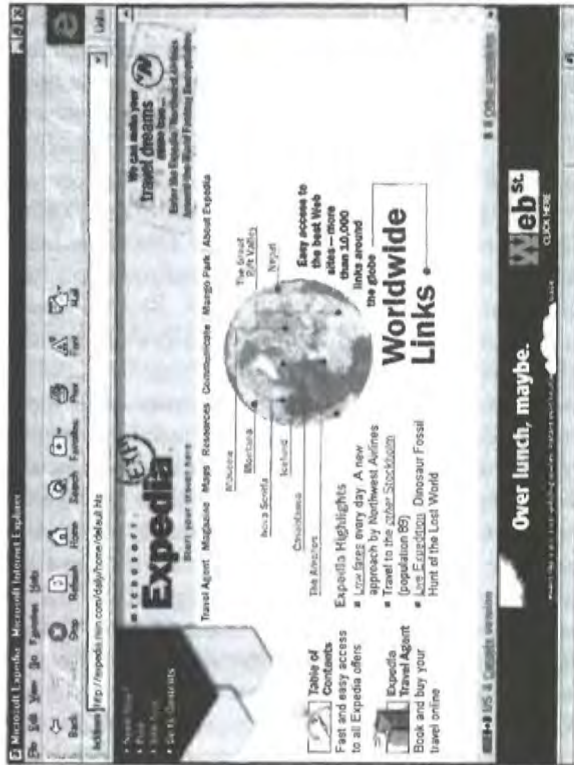 Microsoft Expedia - Microsoft Internet Explorer
File Edit View Go Favorites Help
Back Stop Refresh Home Search Favorites Print Font Mail
Address http://expedia.msn.com/daily/home/default.hts
Links
microsoft
Expedia
EXP
Start your travel here
We can make your
travel dreams
come true...
Travel Agent Magazine Maps Resources Communicate Mungo Park About Expedia
Moscow
Montana
Nova Scotia
Iceland
Casablanca
The Amazon
The Great
Rift Valley
Nepal
Easy access to
the best Web
sites—more
than 10,000
links around
the globe
Worldwide
Links
Table of
Contents
Fast and easy access
to all Expedia offers
Expedia
Travel Agent
Book and buy your
travel online
Expedia Highlights
Low fares every day. A new
approach by Northwest Airlines
Travel to the other Stockholm
(population 89)
Live Expedition: Dinosaur Fossil
Hunt of the Lost World
US & Canada version
Other versions
Over lunch, maybe.
Web St.
CLICK HERE